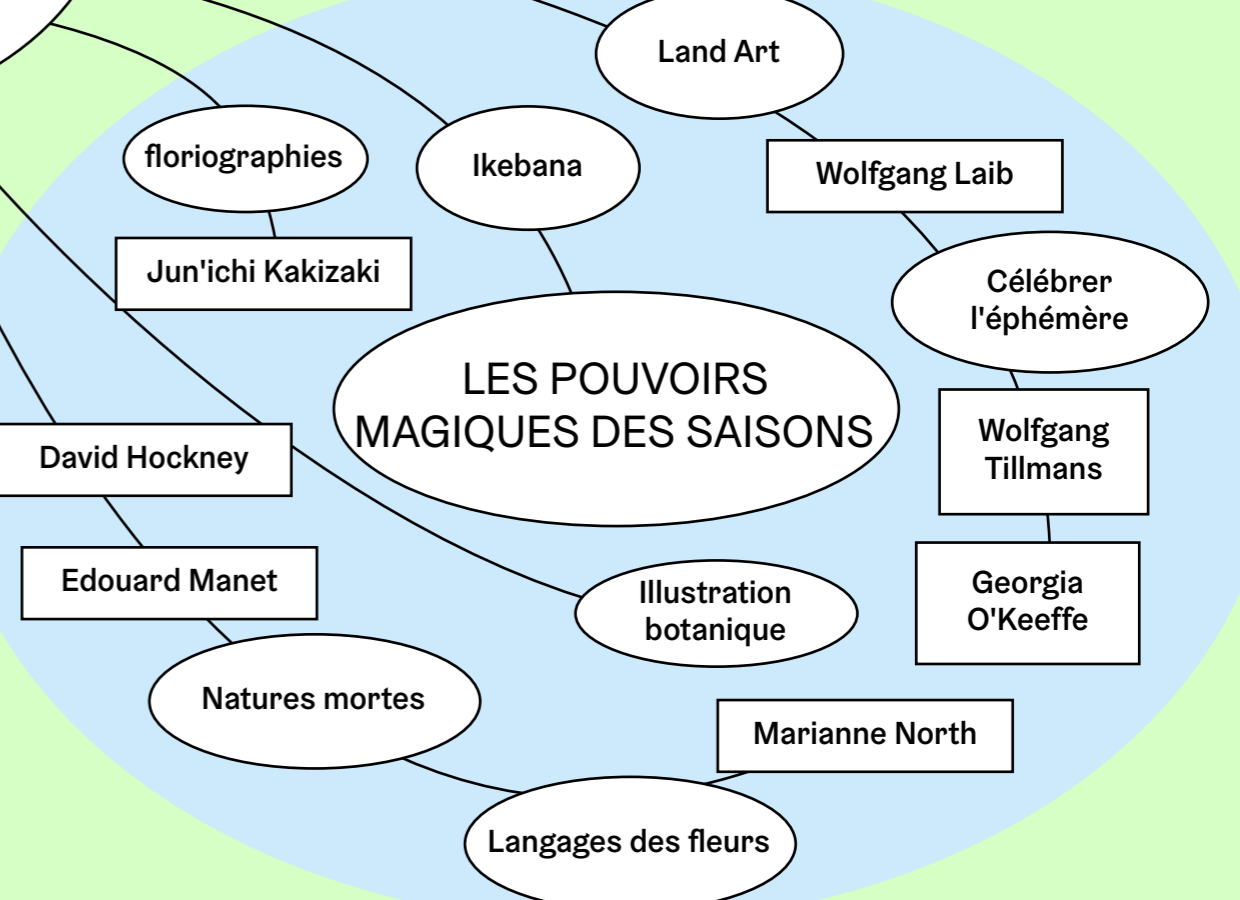 Land Art
floriographies
Ikebana
Wolfgang Laib
Jun'ichi Kakizaki
Célébrer
l'éphémère
LES POUVOIRS
MAGIQUES DES SAISONS
David Hockney
Wolfgang
Tillmans
Edouard Manet
Illustration
botanique
Georgia
O'Keeffe
Natures mortes
Marianne North
Langages des fleurs